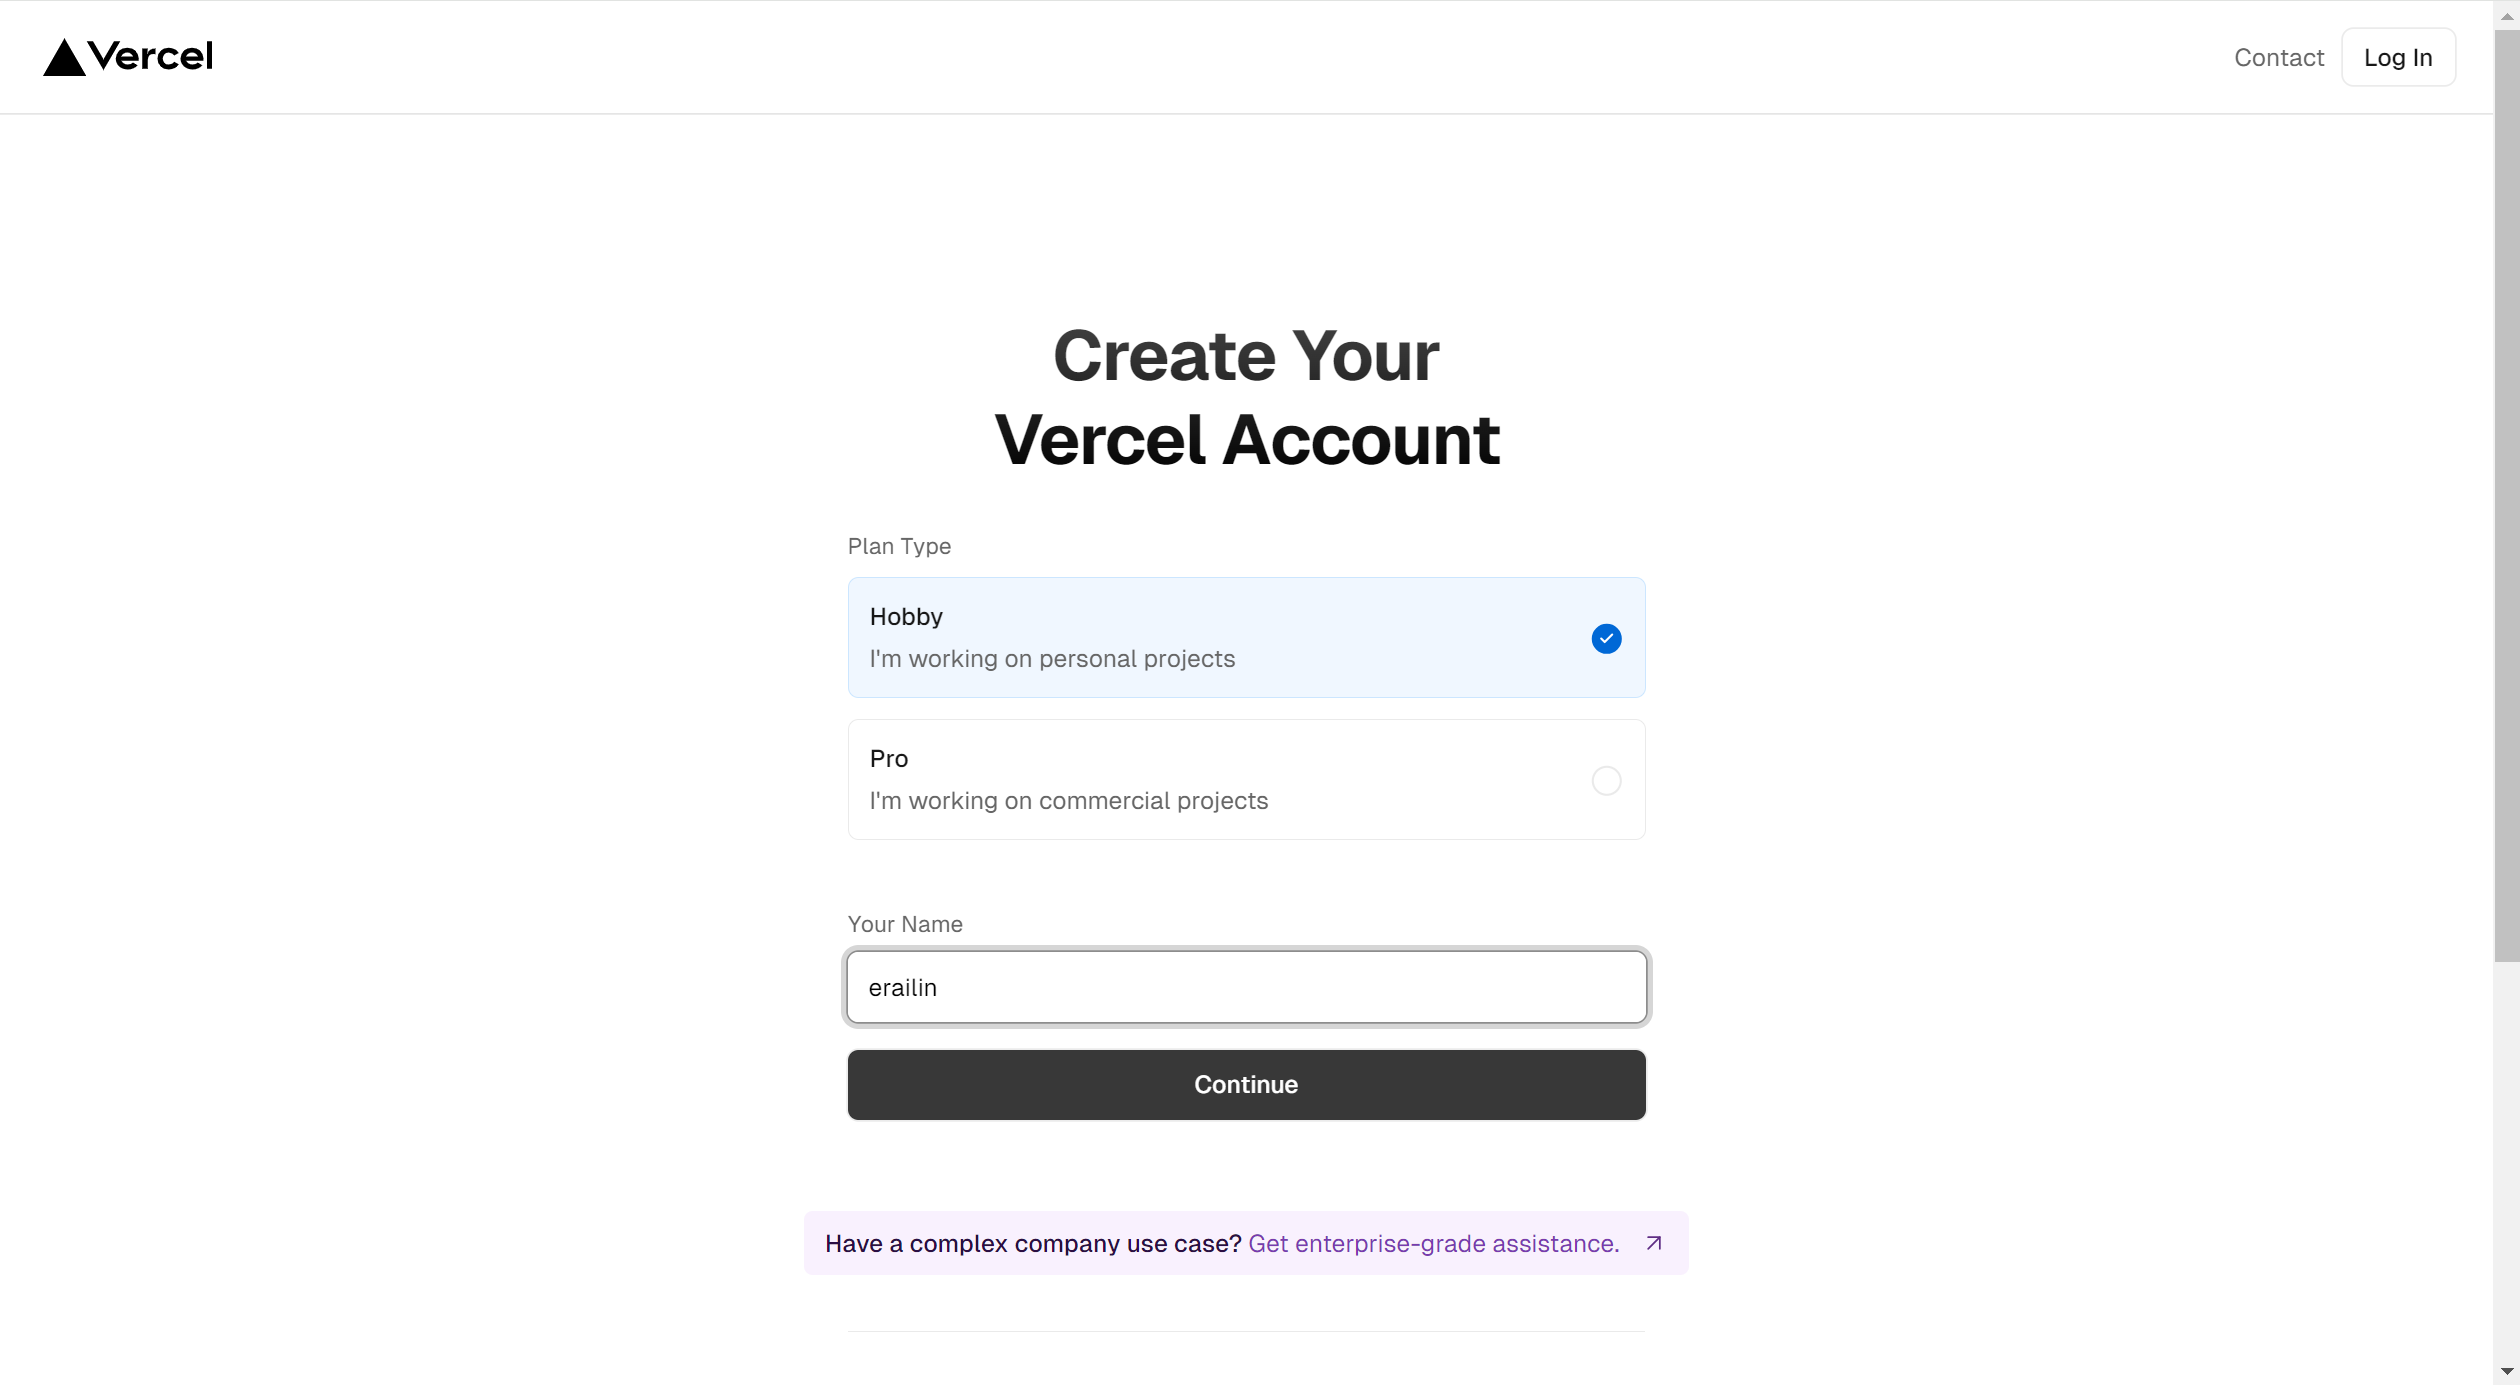 Vercel
Contact
Log In
Create Your
Vercel Account
Plan Type
Hobby
I'm working on personal projects
Pro
I'm working on commercial projects
Your Name
erailin
Continue
Have a complex company use case? Get enterprise-grade assistance.